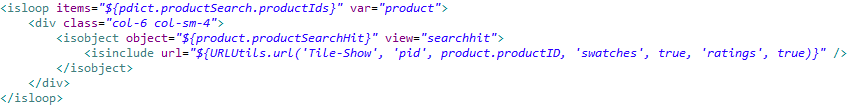 <isloop items="${pdict.productSearch.productIds}" var="product">
    <div class="col-6 col-sm-4">
        <isobject object="${product.productSearchHit}" view="searchhit">
            <isinclude url="${URLUtils.url('Tile-Show', 'pid', product.productID, 'swatches', true, 'ratings', true)}" />
        </isobject>
    </div>
</isloop>